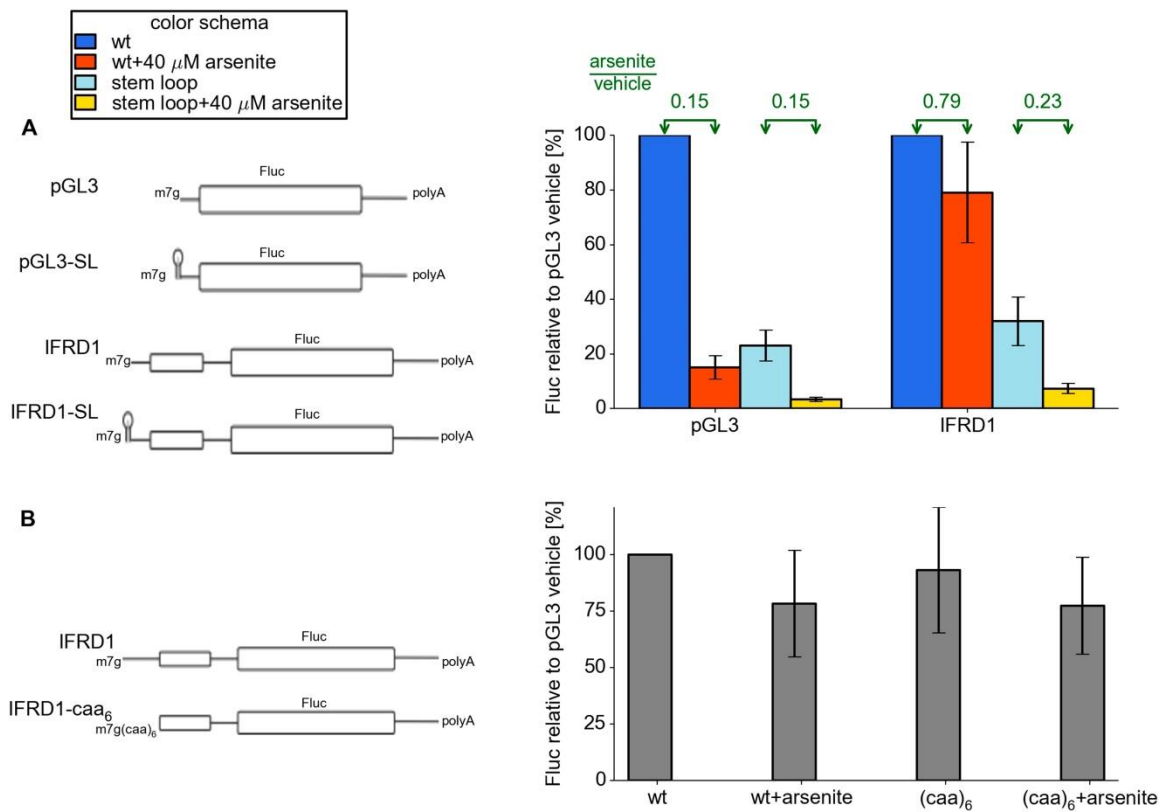 color schema
wt
wt+40 μM arsenite
stem loop
stem loop+40 μM arsenite
A
pGL3
m7g
Fluc
polyA
pGL3-SL
m7g
Fluc
polyA
IFRD1
m7g
Fluc
polyA
IFRD1-SL
m7g
Fluc
polyA
arsenite
vehicle
0.15 0.15 0.79 0.23
Fluc relative to pGL3 vehicle [%]
100
80
60
40
20
0
pGL3 IFRD1
B
IFRD1
m7g
Fluc
polyA
IFRD1-caa6
m7g(caa)6
Fluc
polyA
Fluc relative to pGL3 vehicle [%]
100
75
50
25
0
wt wt+arsenite (caa)6 (caa)6+arsenite